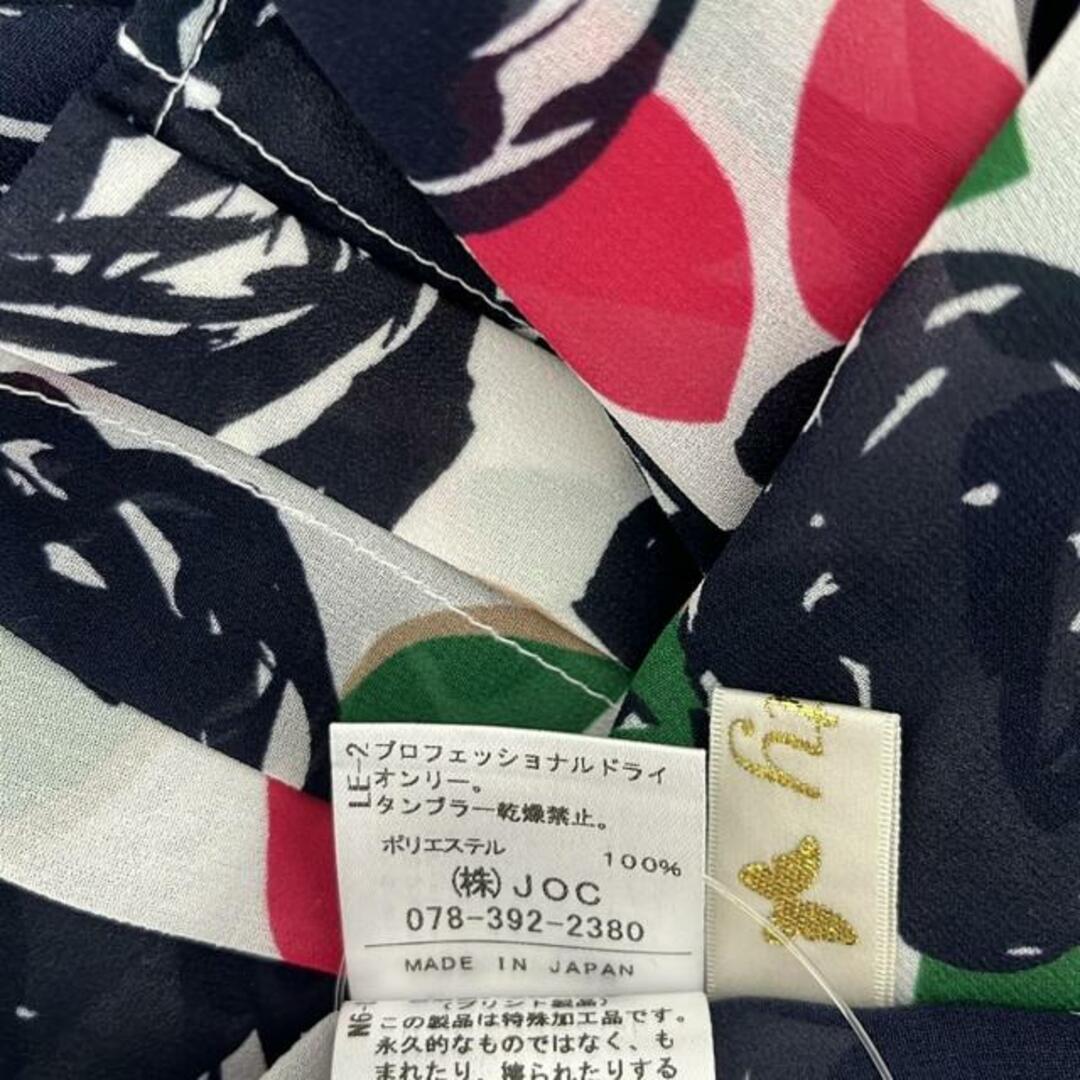 LE-2
プロフェッショナルドライ
オンリー。
タンブラー乾燥禁止。
ポリエステル 100%
(株)JOC
078-392-2380
MADE IN JAPAN
この製品は特殊加工品です。
永久的なものではなく、も
まれたり、擦られたりする
ty